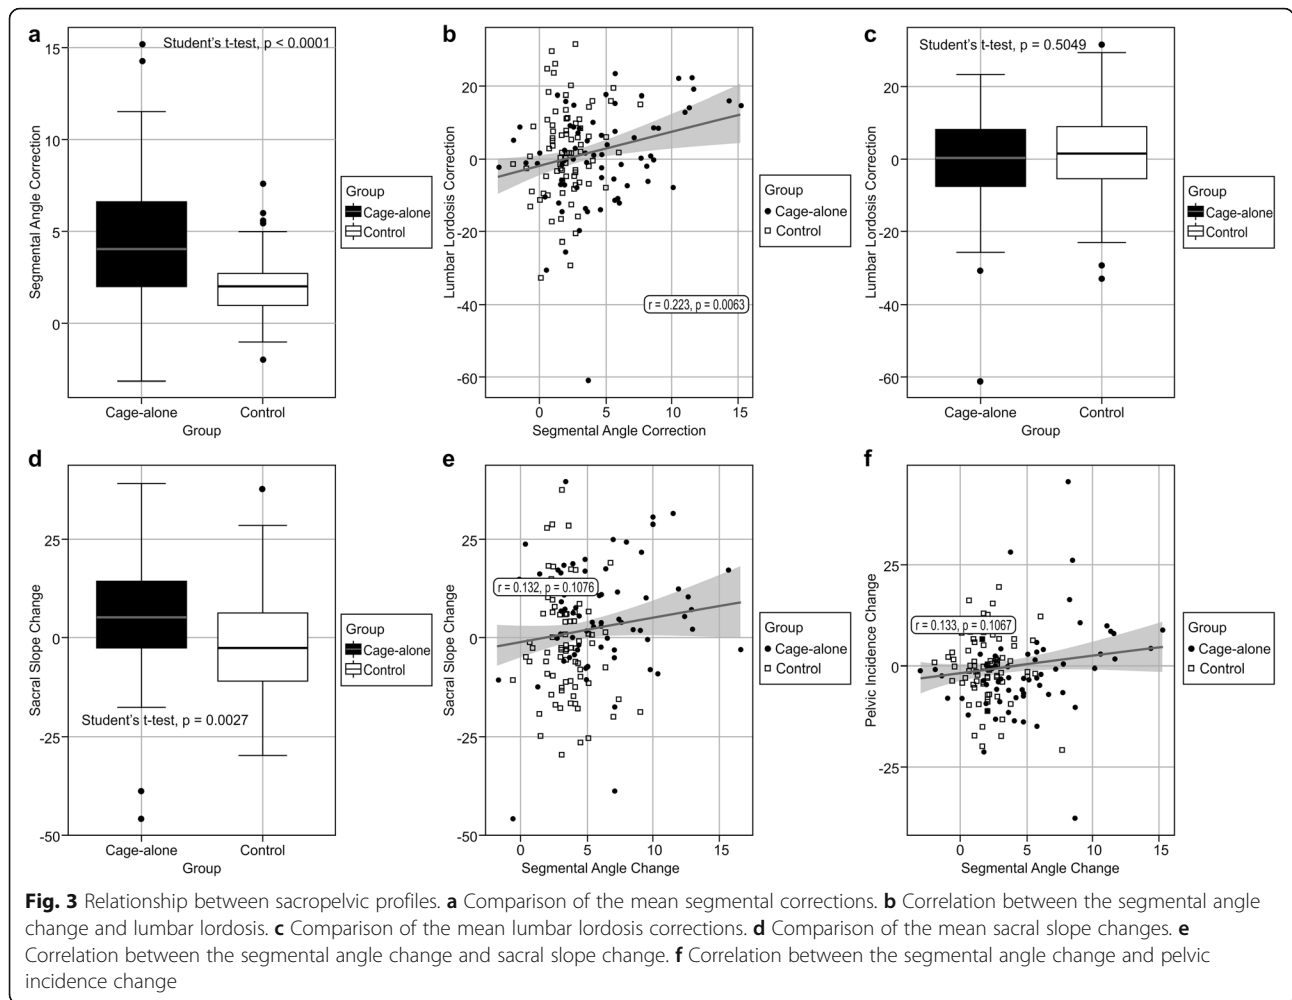 a
Student's t-test, p < 0.0001
15
10
5
0
Segmental Angle Correction
Cage-alone
Control
Group
Group
Cage-alone
Control
b
20
0
-20
-40
-60
Lumbar Lordosis Correction
r = 0.223, p = 0.0063
0
5
10
15
Segmental Angle Correction
Group
Cage-alone
Control
c
Student's t-test, p = 0.5049
20
0
-20
-40
-60
Lumbar Lordosis Correction
Cage-alone
Control
Group
Group
Cage-alone
Control
d
25
0
-25
-50
Sacral Slope Change
Student's t-test, p = 0.0027
Cage-alone
Control
Group
Group
Cage-alone
Control
e
25
0
-25
-50
Sacral Slope Change
r = 0.132, p = 0.1076
0
5
10
15
Segmental Angle Change
Group
Cage-alone
Control
f
25
0
-25
Pelvic Incidence Change
r = 0.133, p = 0.1067
0
5
10
15
Segmental Angle Change
Group
Cage-alone
Control
Fig. 3 Relationship between sacropelvic profiles. a Comparison of the mean segmental corrections. b Correlation between the segmental angle
change and lumbar lordosis. c Comparison of the mean lumbar lordosis corrections. d Comparison of the mean sacral slope changes. e
Correlation between the segmental angle change and sacral slope change. f Correlation between the segmental angle change and pelvic
incidence change